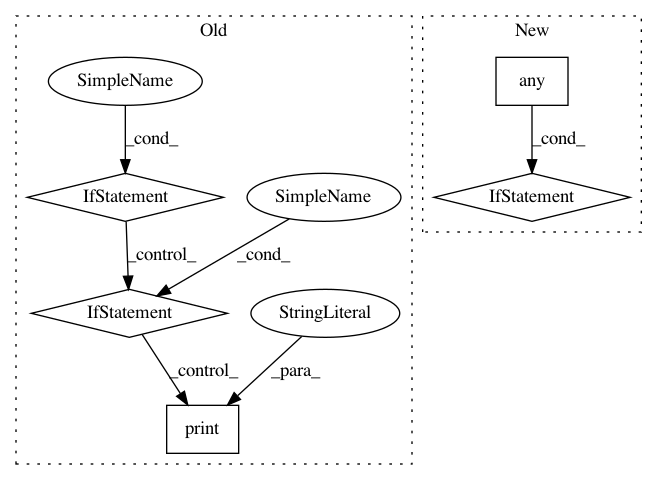 Old
New
SimpleName
any
_cond_
_cond_
IfStatement
SimpleName
IfStatement
_control_
_cond_
IfStatement
StringLiteral
_control_
_para_
print